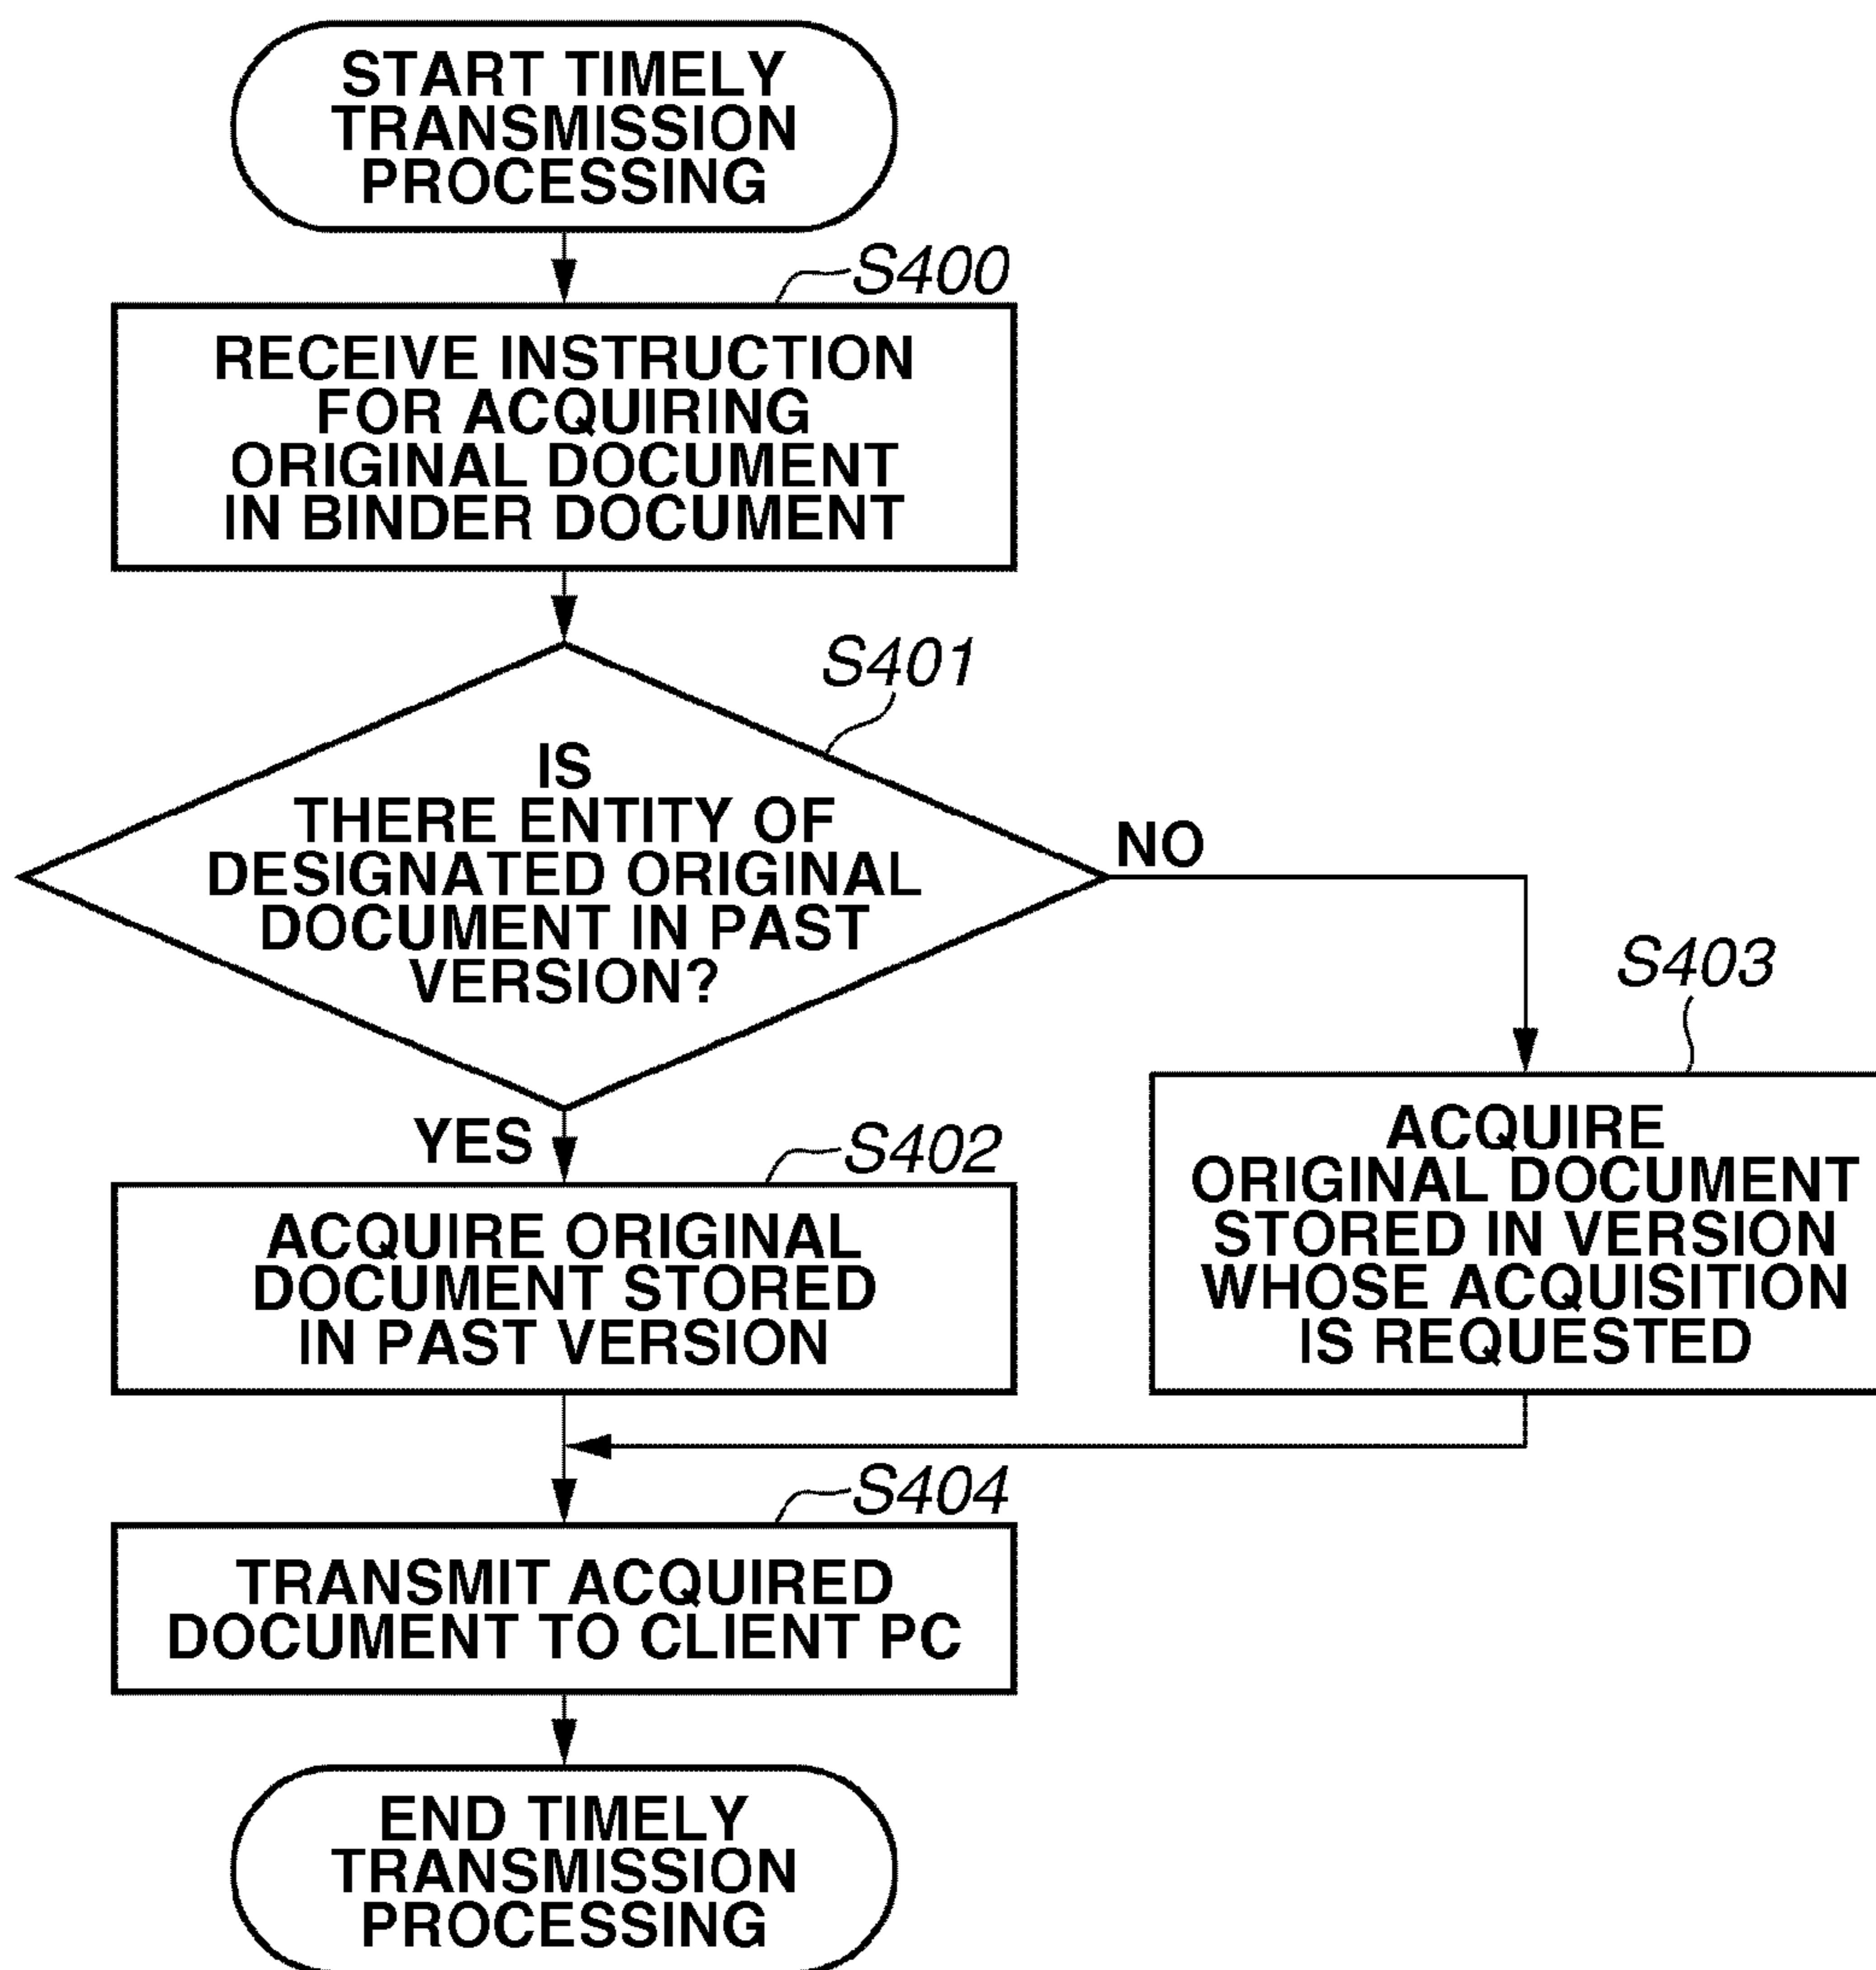 START TIMELY
TRANSMISSION
PROCESSING
S400
RECEIVE INSTRUCTION
FOR ACQUIRING
ORIGINAL DOCUMENT
IN BINDER DOCUMENT
S401
IS
THERE ENTITY OF
DESIGNATED ORIGINAL
DOCUMENT IN PAST
VERSION?
NO
YES
S402
ACQUIRE ORIGINAL
DOCUMENT STORED
IN PAST VERSION
S403
ACQUIRE
ORIGINAL DOCUMENT
STORED IN VERSION
WHOSE ACQUISITION
IS REQUESTED
S404
TRANSMIT ACQUIRED
DOCUMENT TO CLIENT PC
END TIMELY
TRANSMISSION
PROCESSING